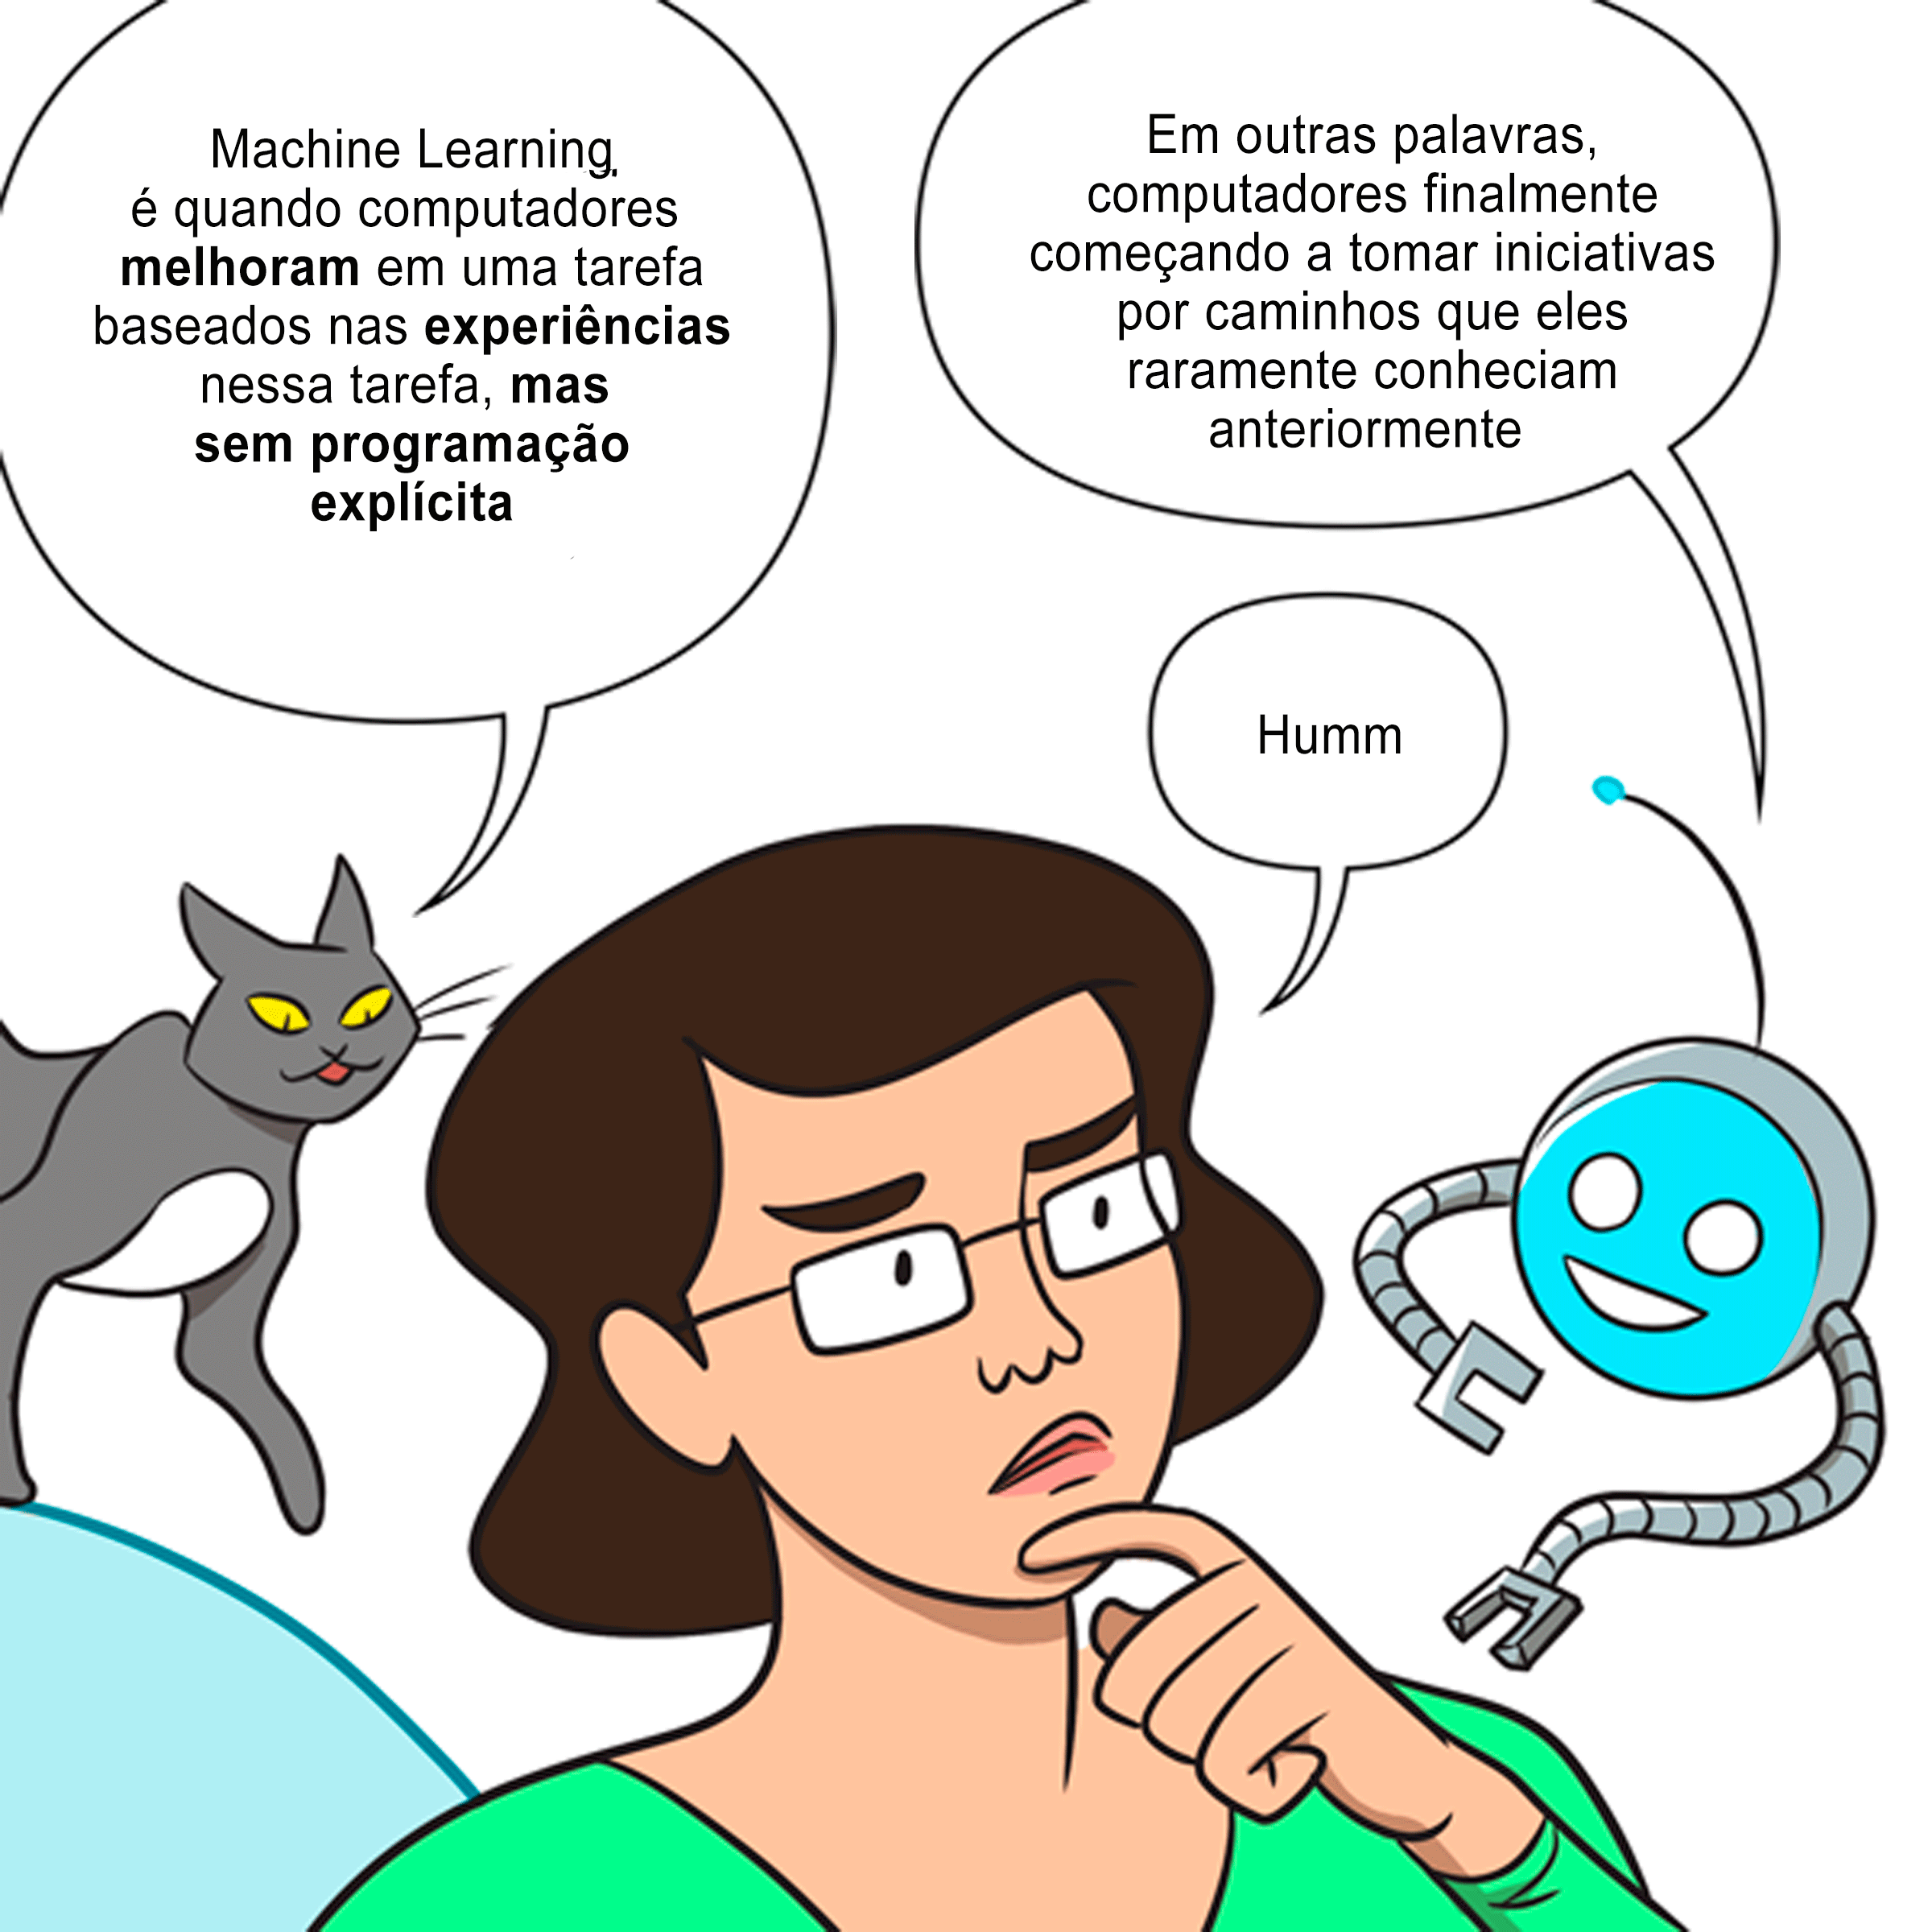 Machine Learning,
é quando computadores
melhoram em uma tarefa
baseados nas experiências
nessa tarefa, mas
sem programação
explícita
Em outras palavras,
computadores finalmente
começando a tomar iniciativas
por caminhos que eles
raramente conheciam
anteriormente
Humm